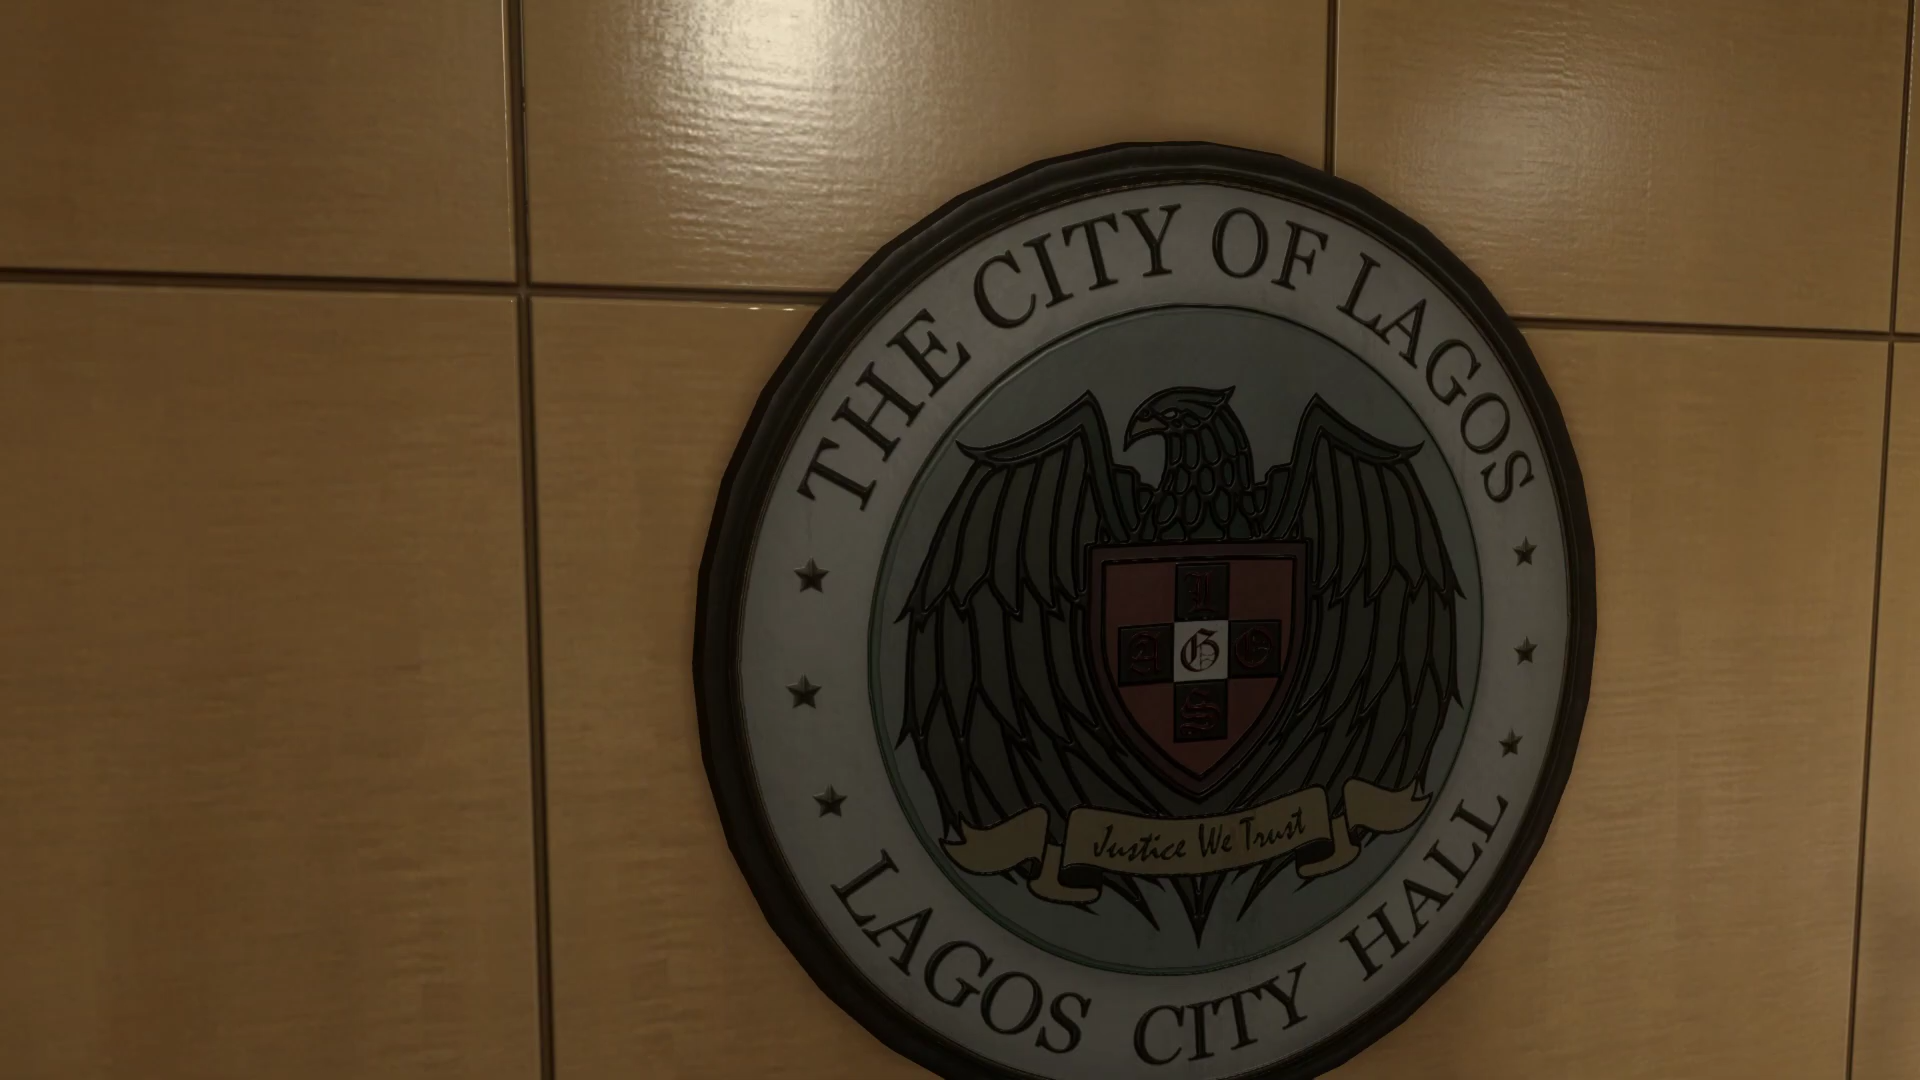 THE CITY OF LAGOS
L
A G O
S
Justice We Trust
LAGOS CITY HALL